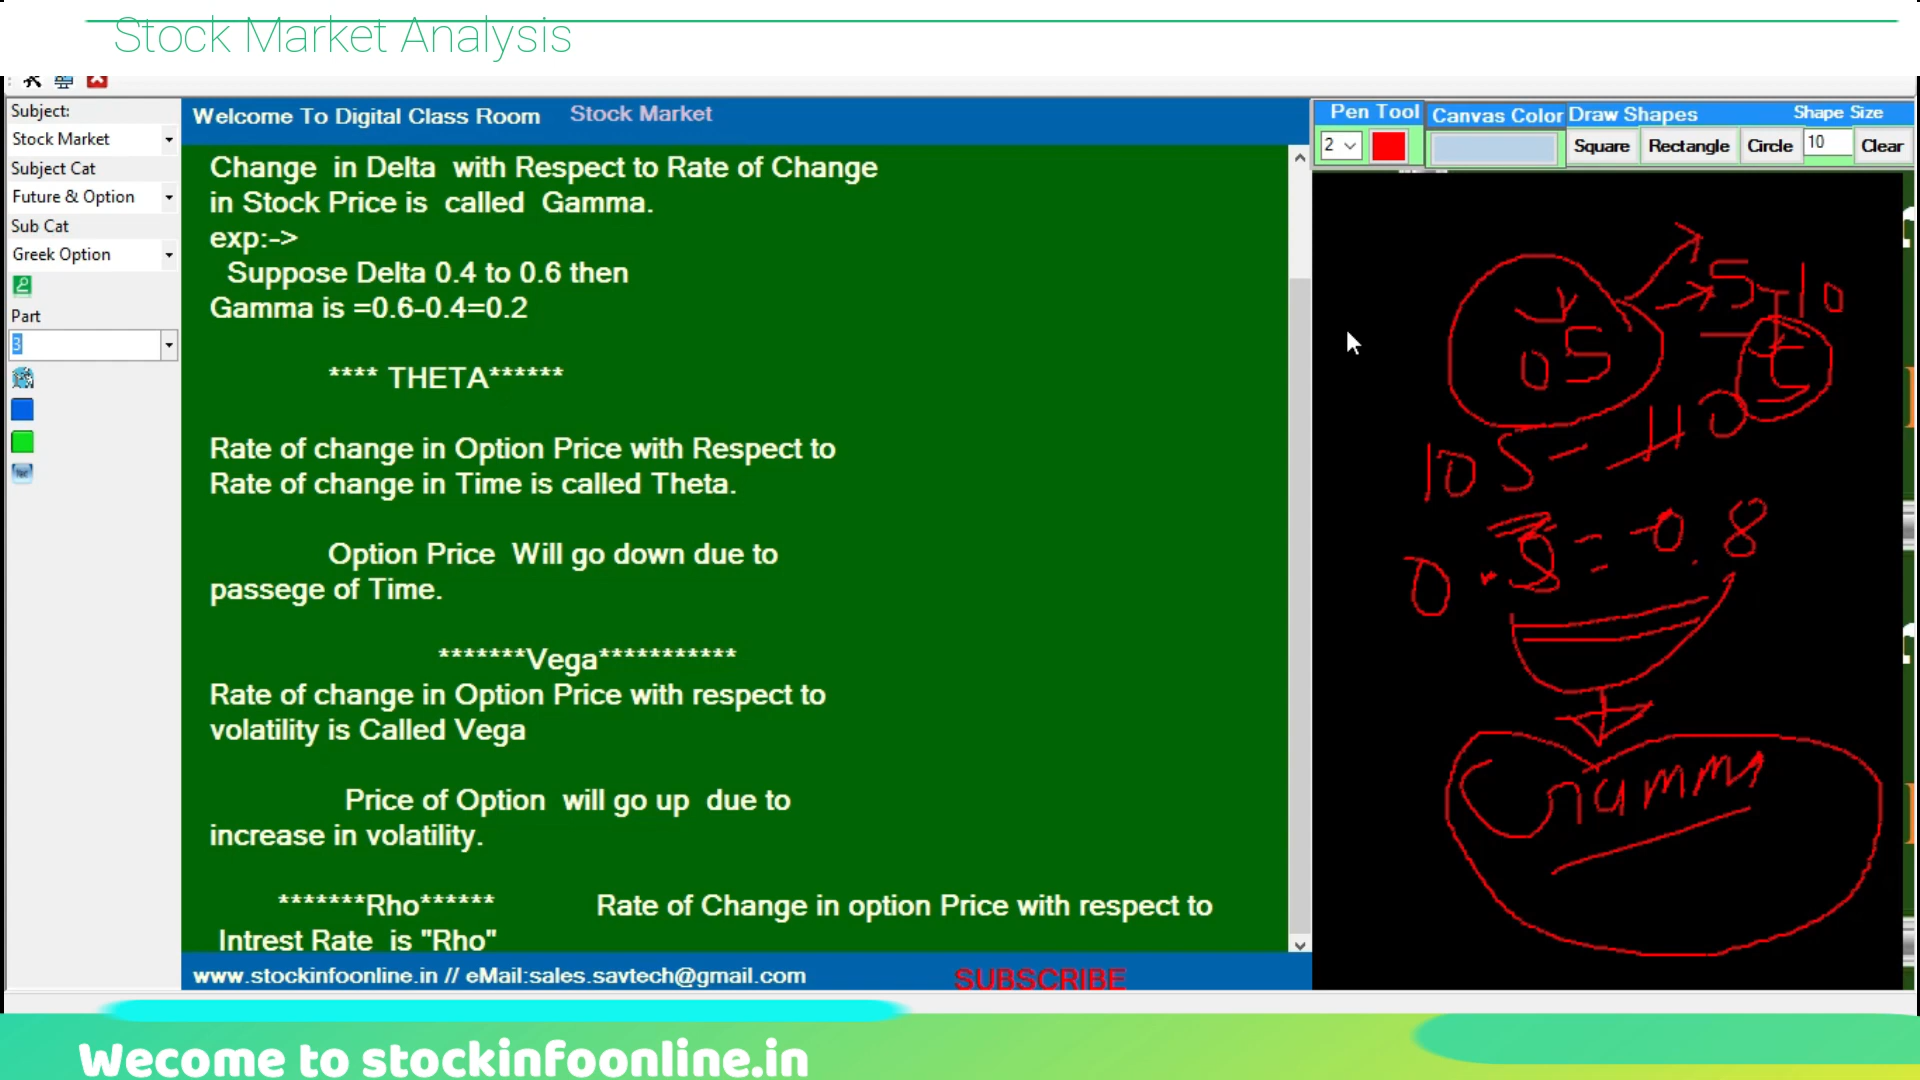 Stock Market Analysis
Subject:
Stock Market
Subject Cat
Future & Option
Sub Cat
Greek Option
Part
3
Welcome To Digital Class Room Stock Market
Change in Delta with Respect to Rate of Change
in Stock Price is called Gamma.
exp:->
Suppose Delta 0.4 to 0.6 then
Gamma is =0.6-0.4=0.2
**** THETA******
Rate of change in Option Price with Respect to
Rate of change in Time is called Theta.
Option Price Will go down due to
passege of Time.
*******Vega***********
Rate of change in Option Price with respect to
volatility is Called Vega
Price of Option will go up due to
increase in volatility.
*******Rho****** Rate of Change in option Price with respect to
Intrest Rate is "Rho"
www.stockinfoonline.in // eMail:sales.savtech@gmail.com SUBSCRIBE
Pen Tool Canvas Color Draw Shapes Shape Size
2 Square Rectangle Circle 10 Clear
05
5 10
105 - 110
= 0.8
Gamma
Wecome to stockinfoonline.in